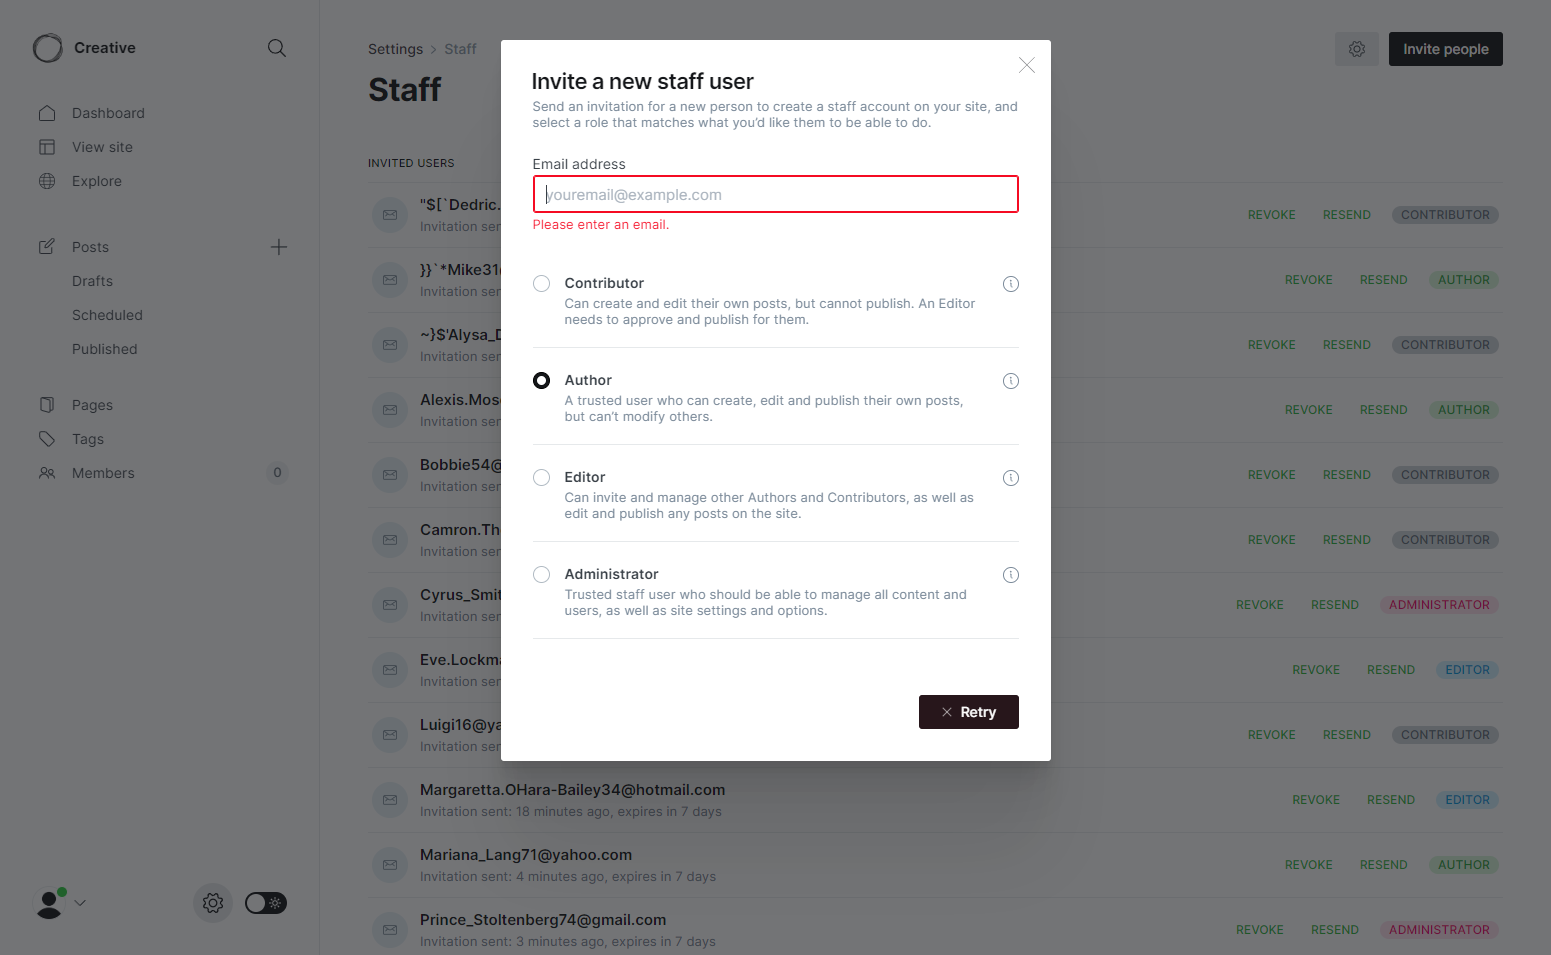 Creative
Dashboard
View site
Explore
Posts
Drafts
Scheduled
Published
Pages
Tags
Members 0
Settings > Staff
Staff
Invite people
INVITED USERS
"$[`Dedric.
Invitation sen
REVOKE RESEND CONTRIBUTOR
}}`*Mike31
Invitation sen
REVOKE RESEND AUTHOR
~}$'Alysa_D
Invitation sen
REVOKE RESEND CONTRIBUTOR
Alexis.Mos
Invitation sen
REVOKE RESEND AUTHOR
Bobbie54@
Invitation sen
REVOKE RESEND CONTRIBUTOR
Camron.Th
Invitation sen
REVOKE RESEND CONTRIBUTOR
Cyrus_Smit
Invitation sen
REVOKE RESEND ADMINISTRATOR
Eve.Lockma
Invitation sen
REVOKE RESEND EDITOR
Luigi16@ya
Invitation sen
REVOKE RESEND CONTRIBUTOR
Margaretta.OHara-Bailey34@hotmail.com
Invitation sent: 18 minutes ago, expires in 7 days
REVOKE RESEND EDITOR
Mariana_Lang71@yahoo.com
Invitation sent: 4 minutes ago, expires in 7 days
REVOKE RESEND AUTHOR
Prince_Stoltenberg74@gmail.com
Invitation sent: 3 minutes ago, expires in 7 days
REVOKE RESEND ADMINISTRATOR
Invite a new staff user
Send an invitation for a new person to create a staff account on your site, and
select a role that matches what you’d like them to be able to do.
Email address
youremail@example.com
Please enter an email.
Contributor
Can create and edit their own posts, but cannot publish. An Editor
needs to approve and publish for them.
Author
A trusted user who can create, edit and publish their own posts,
but can’t modify others.
Editor
Can invite and manage other Authors and Contributors, as well as
edit and publish any posts on the site.
Administrator
Trusted staff user who should be able to manage all content and
users, as well as site settings and options.
Retry